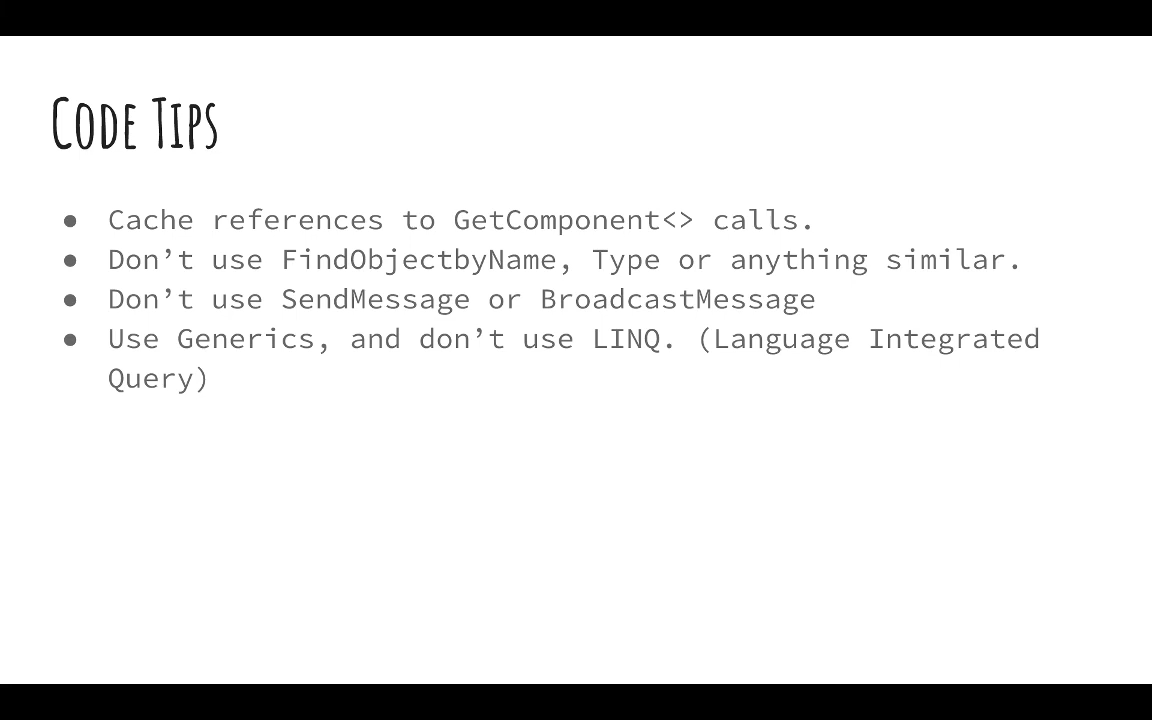 Code Tips
● Cache references to GetComponent<> calls.
● Don’t use FindObjectbyName, Type or anything similar.
● Don’t use SendMessage or BroadcastMessage
● Use Generics, and don’t use LINQ. (Language Integrated
Query)